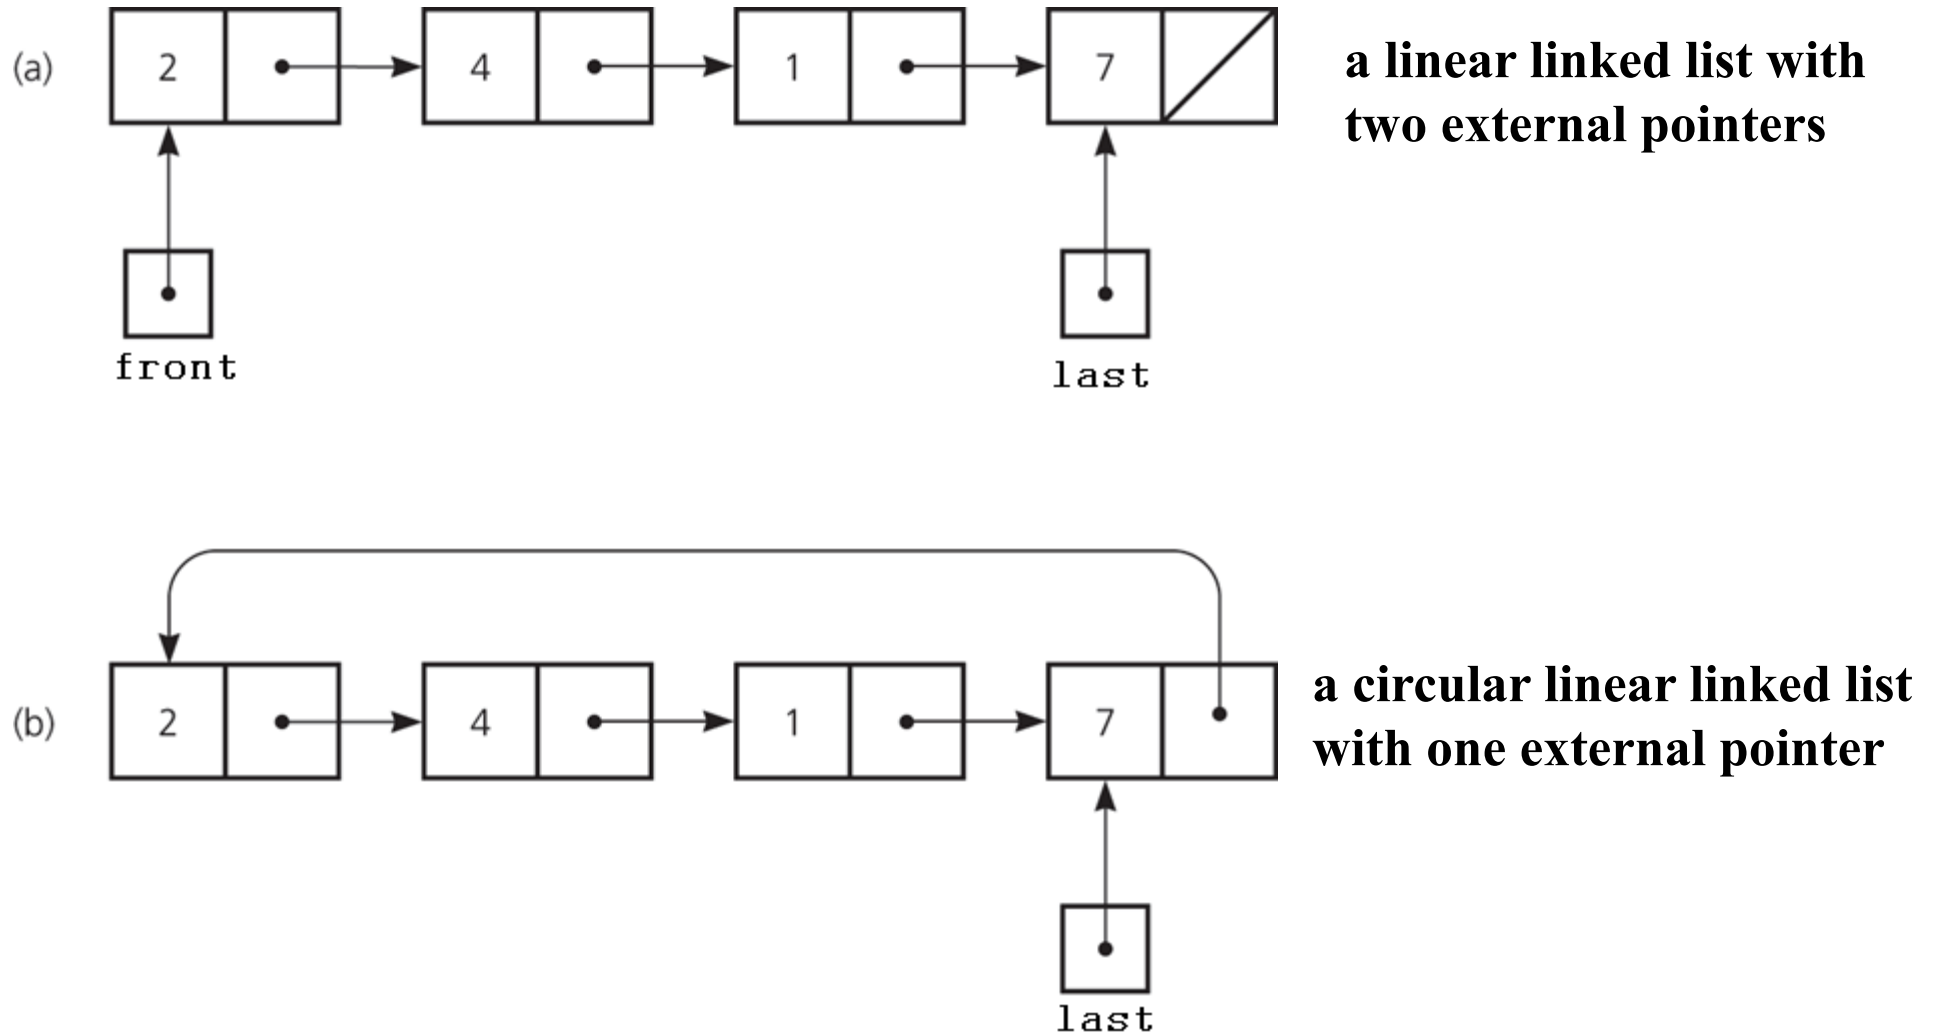 (a) 2 4 1 7
a linear linked list with
two external pointers
front last
(b) 2 4 1 7
a circular linear linked list
with one external pointer
last